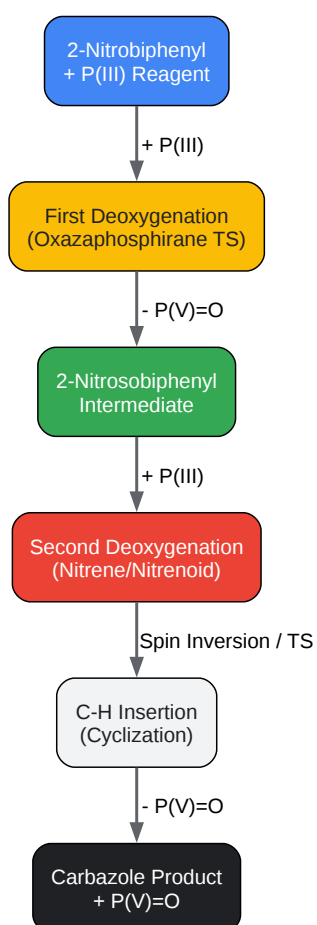 2-Nitrobiphenyl
+ P(III) Reagent
+ P(III)
First Deoxygenation
(Oxazaphosphirane TS)
- P(V)=O
2-Nitrosobiphenyl
Intermediate
+ P(III)
Second Deoxygenation
(Nitrene/Nitrenoid)
Spin Inversion / TS
C-H Insertion
(Cyclization)
- P(V)=O
Carbazole Product
+ P(V)=O